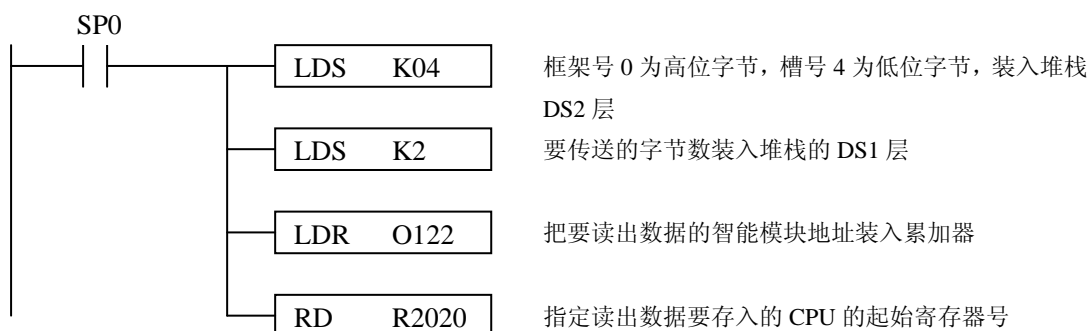 SP0
LDS K04 框架号 0 为高位字节，槽号 4 为低位字节，装入堆栈
DS2 层
LDS K2 要传送的字节数装入堆栈的 DS1 层
LDR O122 把要读出数据的智能模块地址装入累加器
RD R2020 指定读出数据要存入的 CPU 的起始寄存器号